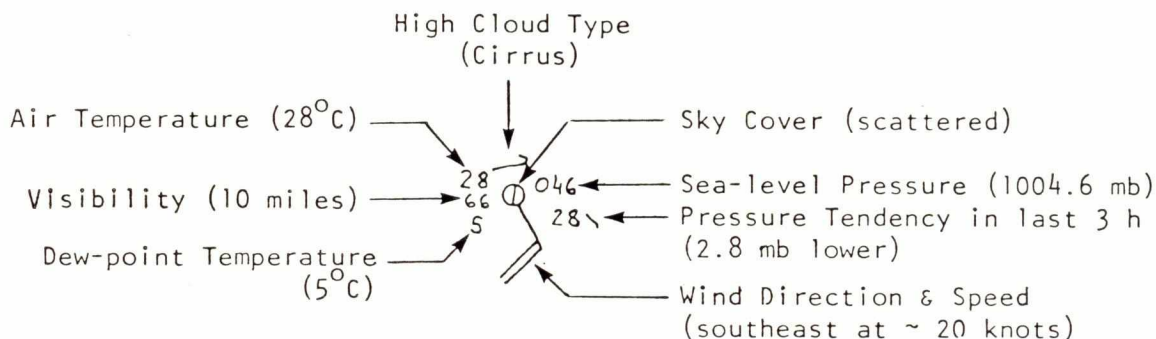 High Cloud Type
(Cirrus)
Air Temperature (28°C)
Sky Cover (scattered)
28
046
Visibility (10 miles)
66
Sea-level Pressure (1004.6 mb)
5
28
Pressure Tendency in last 3 h
(2.8 mb lower)
Dew-point Temperature
(5°C)
Wind Direction & Speed
(southeast at ~ 20 knots)